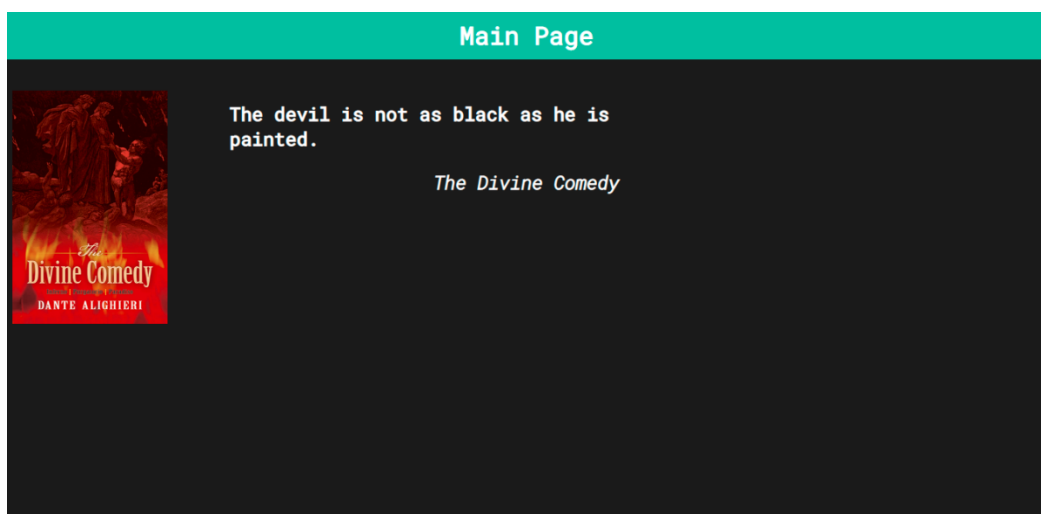 Main Page
The devil is not as black as he is
painted.
The Divine Comedy
The
Divine Comedy
DANTE ALIGHIERI